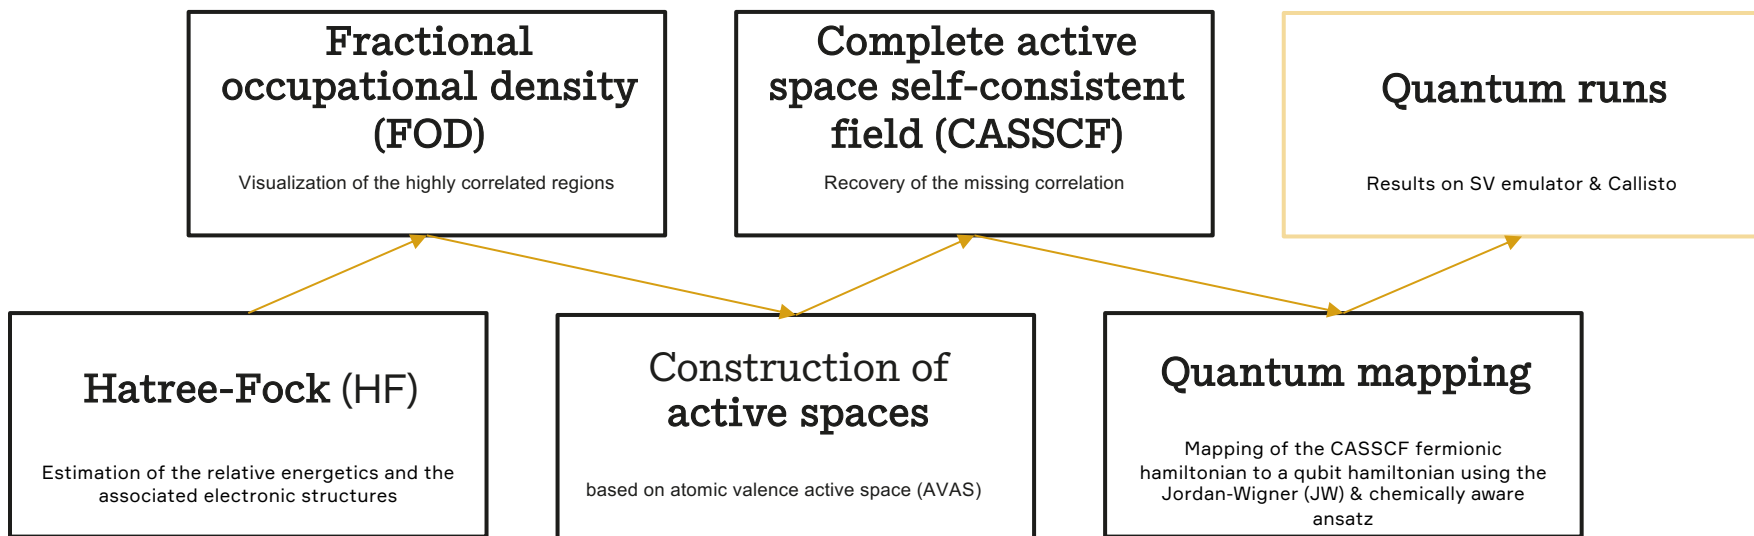 Fractional
occupational density
(FOD)
Visualization of the highly correlated regions
Complete active
space self-consistent
field (CASSCF)
Recovery of the missing correlation
Quantum runs
Results on SV emulator & Callisto
Hatree-Fock (HF)
Estimation of the relative energetics and the
associated electronic structures
Construction of
active spaces
based on atomic valence active space (AVAS)
Quantum mapping
Mapping of the CASSCF fermionic
hamiltonian to a qubit hamiltonian using the
Jordan-Wigner (JW) & chemically aware
ansatz